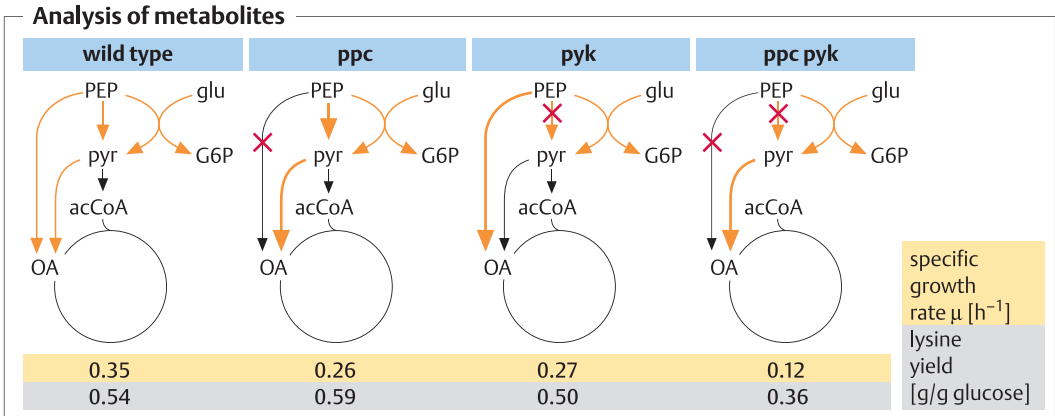 Analysis of metabolites
wild type ppc pyk ppc pyk
PEP glu PEP glu PEP glu PEP glu
pyr G6P pyr G6P pyr G6P pyr G6P
acCoA acCoA acCoA acCoA
OA OA OA OA
specific
growth
rate μ [h⁻¹]
lysine
yield
[g/g glucose]
0.35 0.26 0.27 0.12
0.54 0.59 0.50 0.36